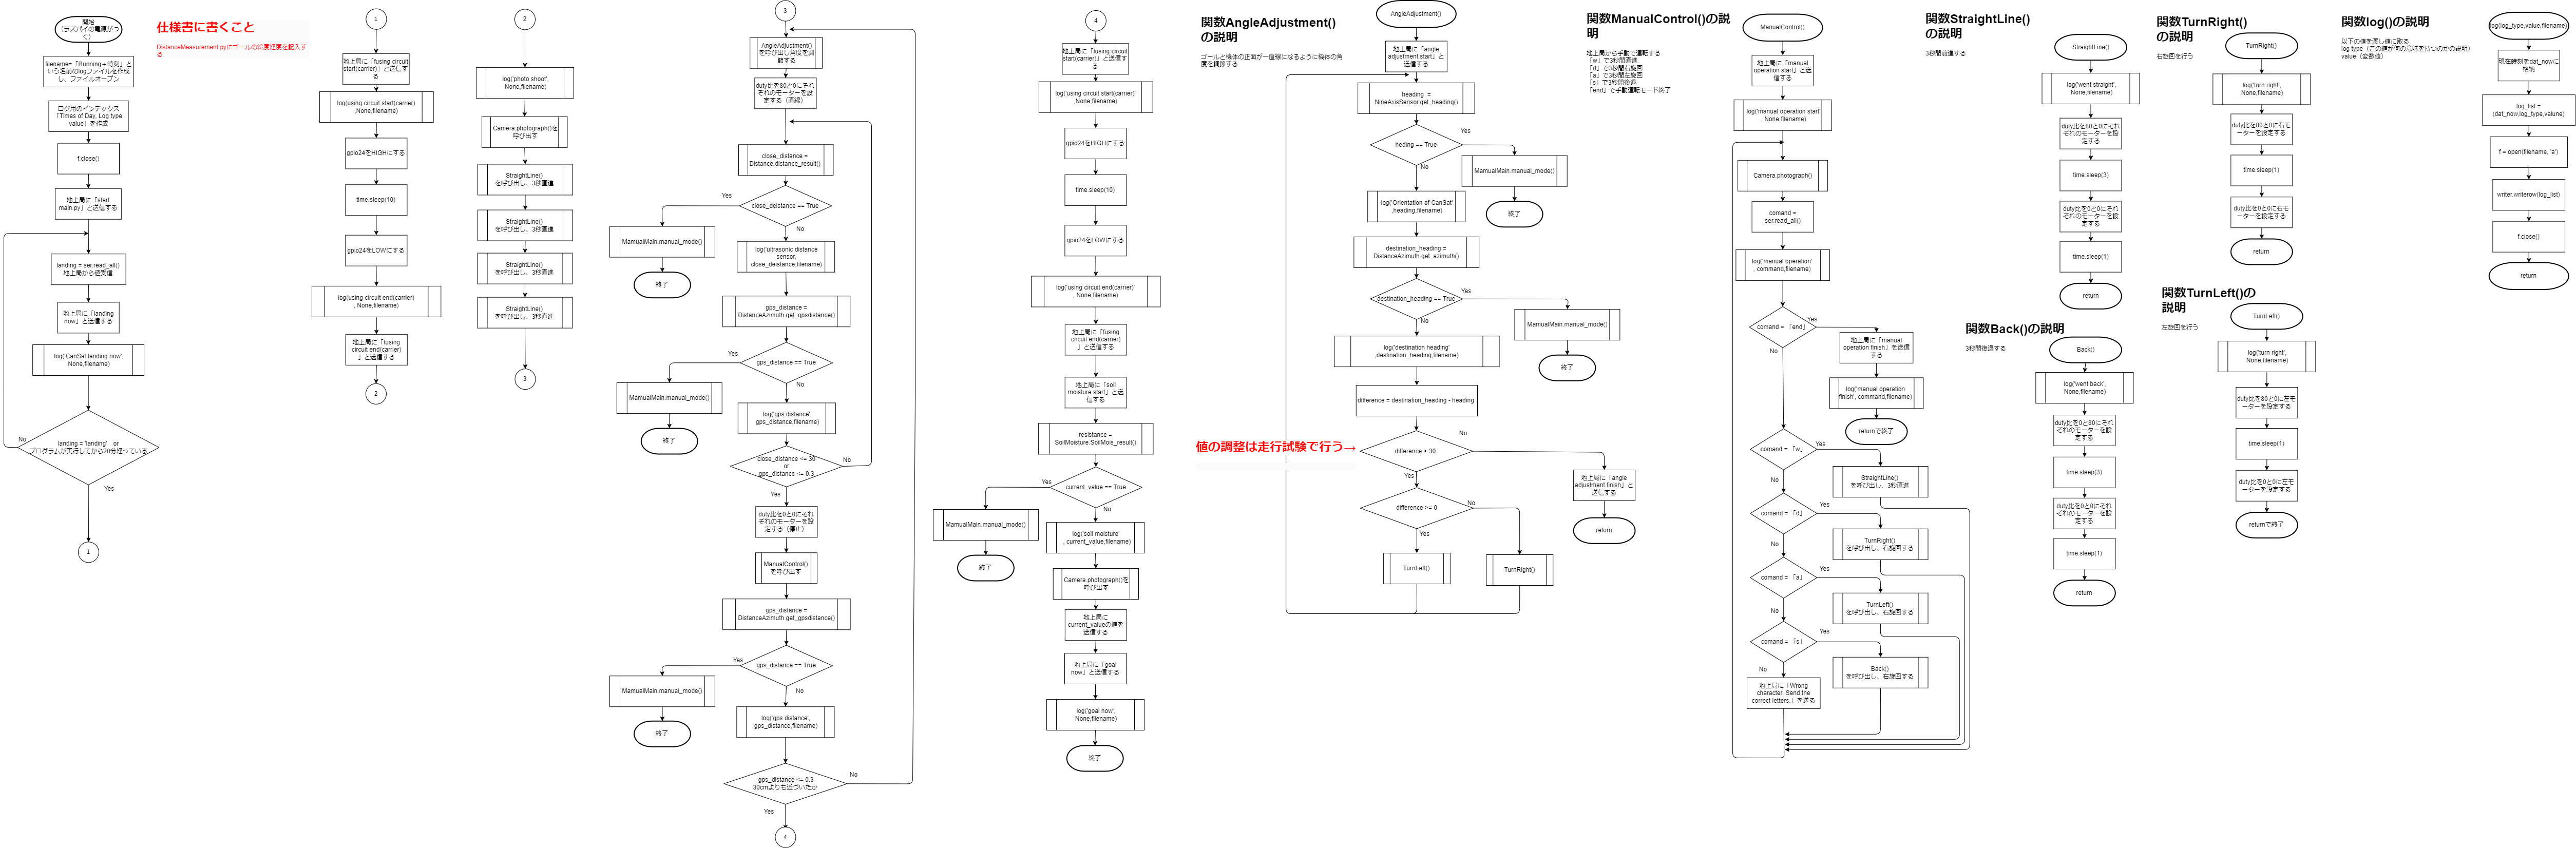 開始
(ラズパイの電源がつ
く)
filename=「Running＋時刻」と
いう名前のlogファイルを作成
し、ファイルオープン
ログ用のインデックス
「Times of Day, Log type,
value」を作成
f.close()
地上局に「start
main.py」と送信する
landing = ser.read_all()
地上局から値受信
地上局に「landing
now」と送信する
log('CanSat landing now',
None,filename)
landing = 'landing'　or
プログラムが実行してから20分経っている
No
Yes
1
仕様書に書くこと
DistanceMeasurement.pyにゴールの緯度経度を記入す
る
1
地上局に「fusing circuit
start(carrier)」と送信す
る
log(using circuit start(carrier)
,None,filename)
gpio24をHIGHにする
time.sleep(10)
gpio24をLOWにする
log(using circuit end(carrier)
, None,filename)
地上局に「fusing
circuit end(carrier)
」と送信する
2
2
log('photo shoot',
None,filename)
Camera.photograph()を
呼び出す
StraightLine()
を呼び出し、3秒直進
StraightLine()
を呼び出し、3秒直進
StraightLine()
を呼び出し、3秒直進
StraightLine()
を呼び出し、3秒直進
3
3
AngleAdjustment()
を呼び出し角度を調
節する
duty比を80と0にそれ
ぞれのモーターを設
定する（直線）
close_distance =
Distance.distance_result()
Yes
close_deistance == True
No
MamualMain.manual_mode()
終了
log('ultrasonic distance
sensor,
close_deistance,filename)
gps_distance =
DistanceAzimuth.get_gpsdistance()
Yes
gps_distance == True
No
MamualMain.manual_mode()
終了
log('gps distance',
gps_distance,filename)
close_distance <= 30
or
gps_distance <= 0.3
No
Yes
duty比を0と0にそれ
ぞれのモーターを設
定する（停止）
ManualControl()
を呼び出す
gps_distance =
DistanceAzimuth.get_gpsdistance()
Yes
gps_distance == True
No
MamualMain.manual_mode()
終了
log('gps distance',
gps_distance,filename)
gps_distance <= 0.3
30cmよりも近づいたか
No
Yes
4
4
地上局に「fusing circuit
start(carrier)」と送信す
る
log('using circuit start(carrier)'
,None,filename)
gpio24をHIGHにする
time.sleep(10)
gpio24をLOWにする
log('using circuit end(carrier)'
, None,filename)
地上局に「fusing
circuit end(carrier)
」と送信する
地上局に「soil
moisture start」と送
信する
resistance =
SoilMoisture.SoilMois_result()
Yes
current_value == True
No
MamualMain.manual_mode()
終了
log('soil moisture'
, current_value,filename)
Camera.photograph()を
呼び出す
地上局に
current_valueの値を
送信する
地上局に「goal
now」と送信する
log('goal now',
None,filename)
終了
関数AngleAdjustment()
の説明
ゴールと機体の正面が一直線になるように機体の角
度を調節する
値の調整は走行試験で行う→
AngleAdjustment()
地上局に「angle
adjustment start」と
送信する
heading  =
NineAxisSensor.get_heading()
Yes
heding == True
No
MamualMain.manual_mode()
終了
log('Orientation of CanSat'
,heading,filename)
destination_heading =
DistanceAzimuth.get_azimuth()
Yes
destination_heading == True
No
MamualMain.manual_mode()
終了
log('destination heading'
,destination_heading,filename)
difference = destination_heading - heading
No
difference > 30
Yes
地上局に「angle
adjustment finish」と
送信する
return
No
difference >= 0
Yes
TurnLeft()
TurnRight()
関数ManualControl()の説
明
地上局から手動で運転する
「w」で3秒間直進
「d」で3秒間右旋回
「a」で3秒間左旋回
「s」で3秒間後退
「end」で手動運転モード終了
ManualControl()
地上局に「manual
operation start」と送
信する
log('manual operation start'
, None,filename)
Camera.photograph()
comand =
ser.read_all()
log('manual operation'
, command,filename)
Yes
comand = 「end」
No
地上局に「manual
operation finish」を送信
する
log('manual operation
finish', command,filename)
returnで終了
Yes
comand = 「w」
No
StraightLine()
を呼び出し、3秒直進
Yes
comand = 「d」
No
TurnRight()
を呼び出し、右旋回する
Yes
comand = 「a」
No
TurnLeft()
を呼び出し、右旋回する
Yes
comand = 「s」
No
Back()
を呼び出し、右旋回する
地上局に「Wrong
character. Send the
correct letters.」を送る
関数StraightLine()
の説明
3秒間前進する
StraightLine()
log('went straight',
None,filename)
duty比を80と0にそれ
ぞれのモーターを設
定する
time.sleep(3)
duty比を0と0にそれ
ぞれのモーターを設
定する
time.sleep(1)
return
関数Back()の説明
3秒間後退する
Back()
log('went back',
None,filename)
duty比を0と80にそれ
ぞれのモーターを設
定する
time.sleep(3)
duty比を0と0にそれ
ぞれのモーターを設
定する
time.sleep(1)
return
関数TurnRight()
の説明
右旋回を行う
TurnRight()
log('turn right',
None,filename)
duty比を80と0に右モ
ーターを設定する
time.sleep(1)
duty比を0と0に右モ
ーターを設定する
return
関数TurnLeft()の
説明
左旋回を行う
TurnLeft()
log('turn right',
None,filename)
duty比を80と0に左モ
ーターを設定する
time.sleep(1)
duty比を0と0に左モ
ーターを設定する
returnで終了
関数log()の説明
以下の値を渡し値に取る
log type（この値が何の意味を持つのかの説明）
value（変数値）
log(log_type,value,filename)
現在時刻をdat_nowに
格納
log_list =
(dat_now,log_type,valune)
f = open(filename, 'a')
writer.writerow(log_list)
f.close()
return